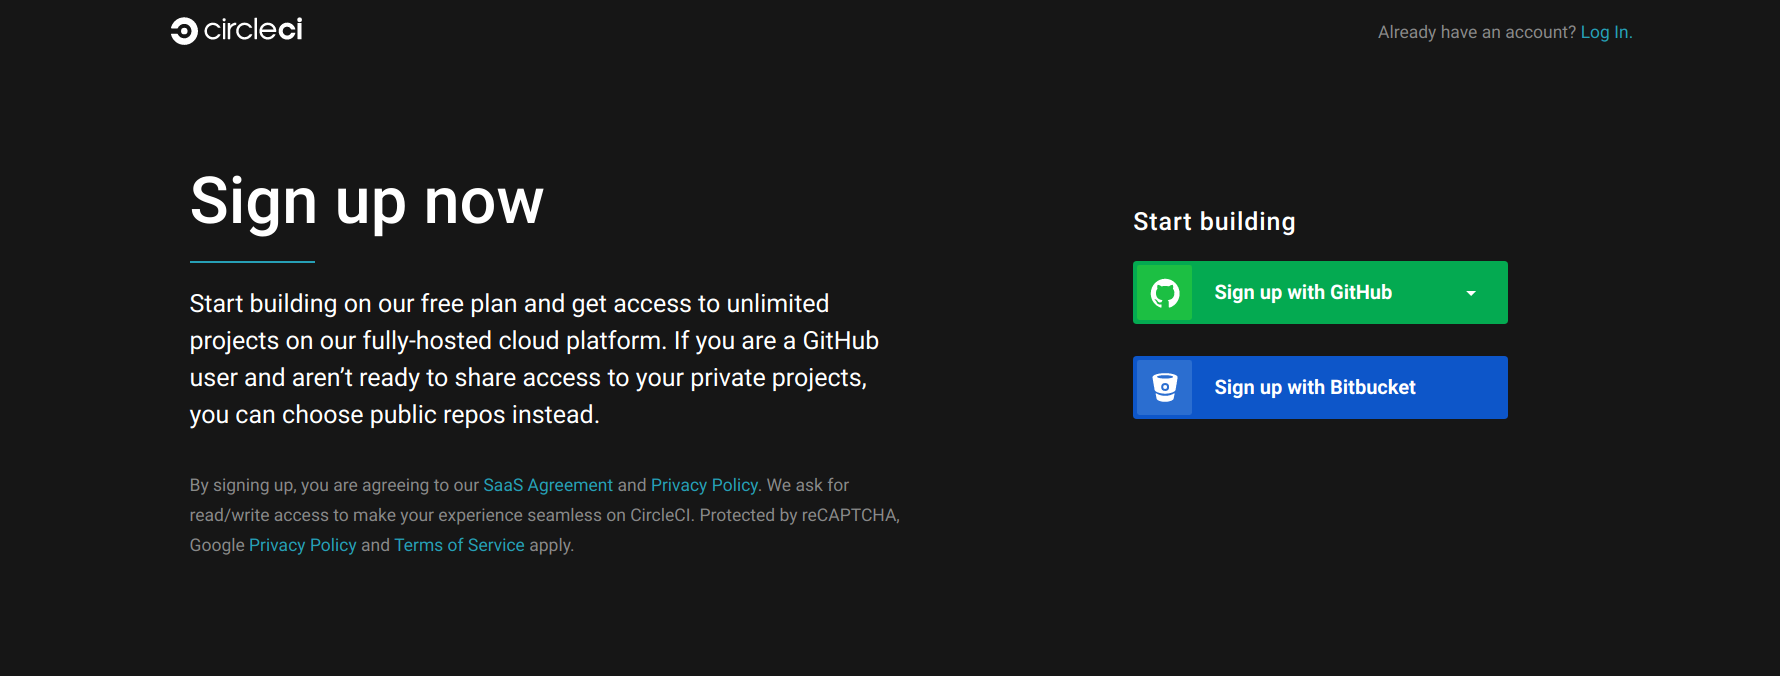 circleci
Already have an account? Log In.
Sign up now
Start building on our free plan and get access to unlimited
projects on our fully-hosted cloud platform. If you are a GitHub
user and aren’t ready to share access to your private projects,
you can choose public repos instead.
By signing up, you are agreeing to our SaaS Agreement and Privacy Policy. We ask for
read/write access to make your experience seamless on CircleCI. Protected by reCAPTCHA,
Google Privacy Policy and Terms of Service apply.
Start building
Sign up with GitHub
Sign up with Bitbucket